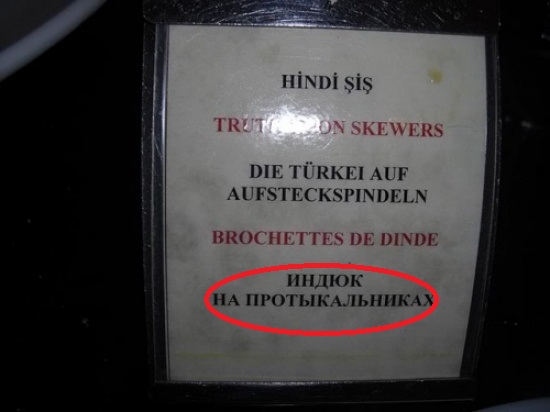 HİNDİ ŞİŞ
ON SKEWERS
DIE TÜRKEI AUF
AUFSTECKSPINDELN
BROCHETTES DE DINDE
ИНДЮК
НА ПРОТЫКАЛЬНИКАХ